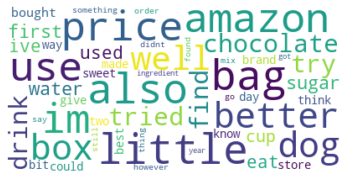 bought something order didnt found got amazon
price
first ive way used well chocolate
use made ingredient mix brand try
water sweet find sugar
drink also bag
give two tried better
im best cup go day think
box little dog
still thing know
bit could say however eat year store